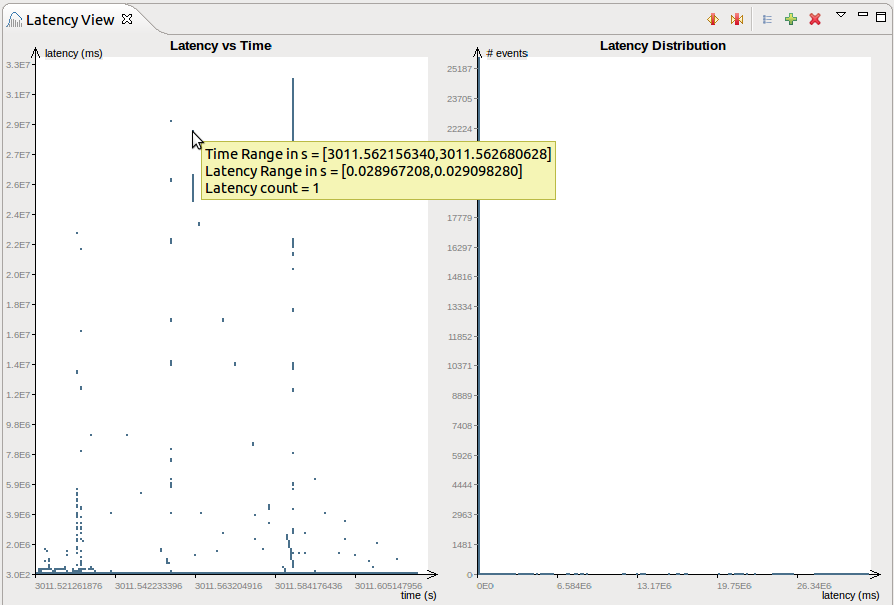 Latency View
Latency vs Time
latency (ms)
3.3E7
3.1E7
2.9E7
2.7E7
2.6E7
2.4E7
2.2E7
2.0E7
1.8E7
1.6E7
1.4E7
1.2E7
9.8E6
7.8E6
5.9E6
3.9E6
2.0E6
3.0E2
3011.521261876
3011.542233396
3011.563204916
3011.584176436
3011.605147956
time (s)
Time Range in s = [3011.562156340,3011.562680628]
Latency Range in s = [0.028967208,0.029098280]
Latency count = 1
Latency Distribution
# events
25187
23705
22224
17779
16297
14816
13334
11852
10371
8889
7408
5926
4444
2963
1481
0
0E0
6.584E6
13.17E6
19.75E6
26.34E6
latency (ms)